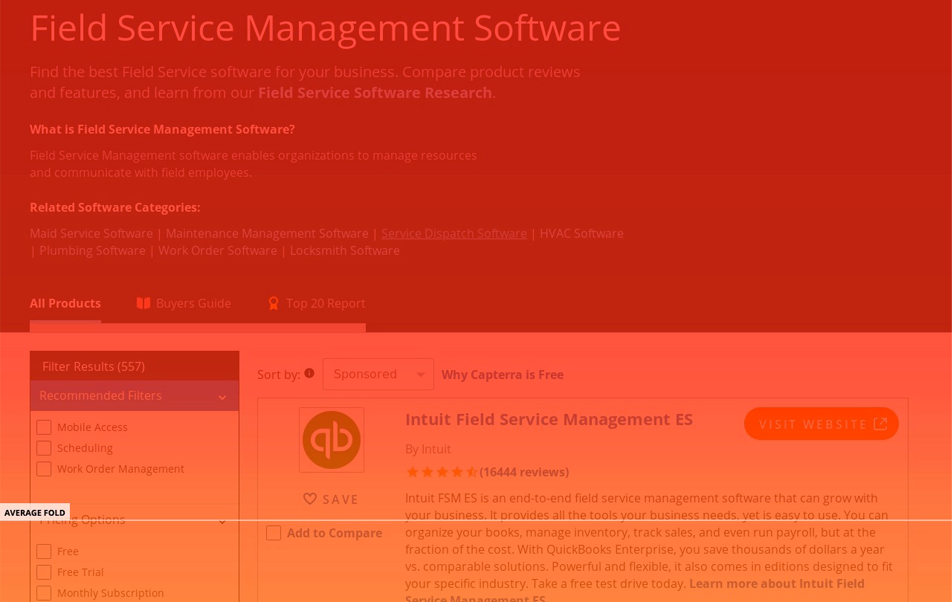 Field Service Management Software
Find the best Field Service software for your business. Compare product reviews
and features, and learn from our Field Service Software Research.
What is Field Service Management Software?
Field Service Management software enables organizations to manage resources
and communicate with field employees.
Related Software Categories:
Maid Service Software | Maintenance Management Software | Service Dispatch Software | HVAC Software
| Plumbing Software | Work Order Software | Locksmith Software
All Products
Buyers Guide
Top 20 Report
Filter Results (557)
Recommended Filters
Mobile Access
Scheduling
Work Order Management
AVERAGE FOLD
Pricing Options
Free
Free Trial
Monthly Subscription
Sort by:
Sponsored
Why Capterra is Free
qb
SAVE
Add to Compare
Intuit Field Service Management ES
VISIT WEBSITE
By Intuit
(16444 reviews)
Intuit FSM ES is an end-to-end field service management software that can grow with
your business. It provides all the tools your business needs, yet is easy to use. You can
organize your books, manage inventory, track sales, and even run payroll, but at the
fraction of the cost. With QuickBooks Enterprise, you save thousands of dollars a year
vs. comparable solutions. Powerful and flexible, it also comes in editions designed to fit
your specific industry. Take a free test drive today. Learn more about Intuit Field
Service Management ES